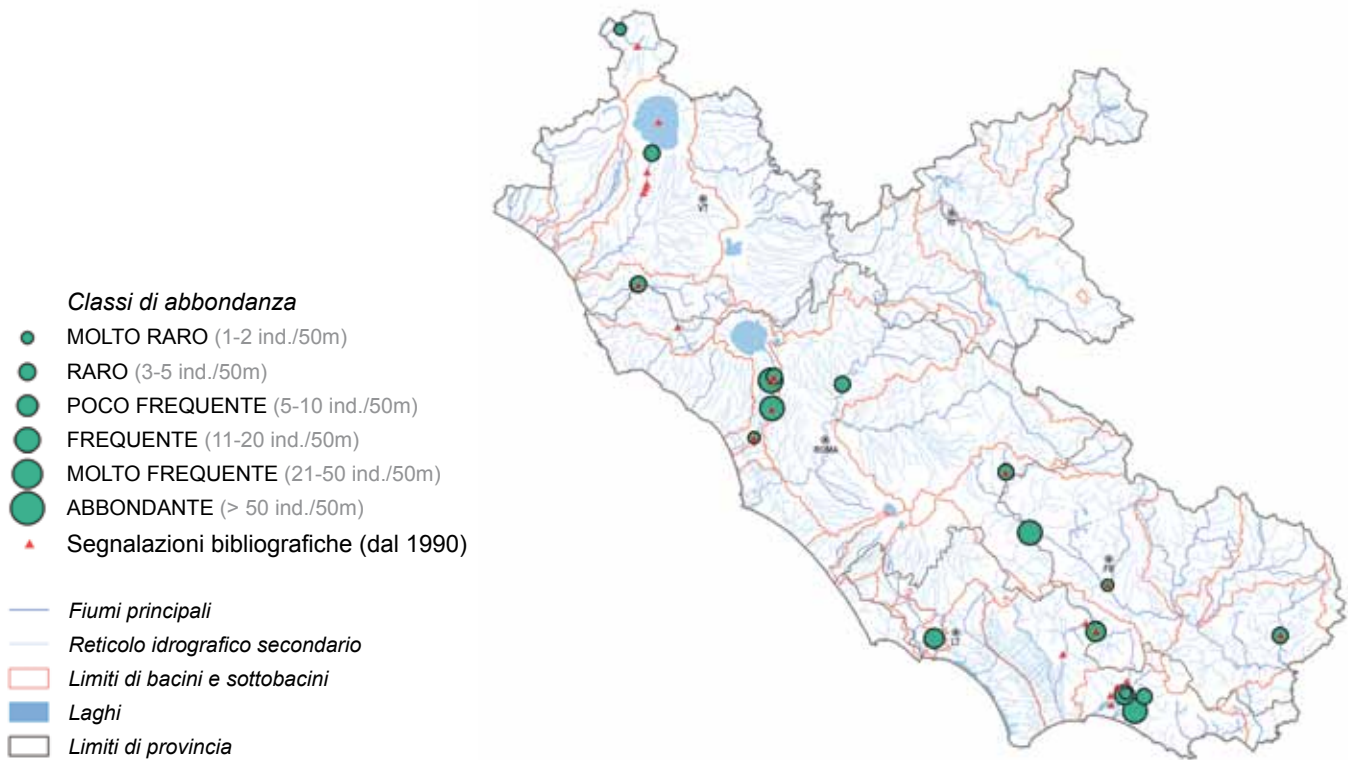 Classi di abbondanza
MOLTO RARO (1-2 ind./50m)
RARO (3-5 ind./50m)
POCO FREQUENTE (5-10 ind./50m)
FREQUENTE (11-20 ind./50m)
MOLTO FREQUENTE (21-50 ind./50m)
ABBONDANTE (> 50 ind./50m)
Segnalazioni bibliografiche (dal 1990)
Fiumi principali
Reticolo idrografico secondario
Limiti di bacini e sottobacini
Laghi
Limiti di provincia
VT
ROMA
FR
LT